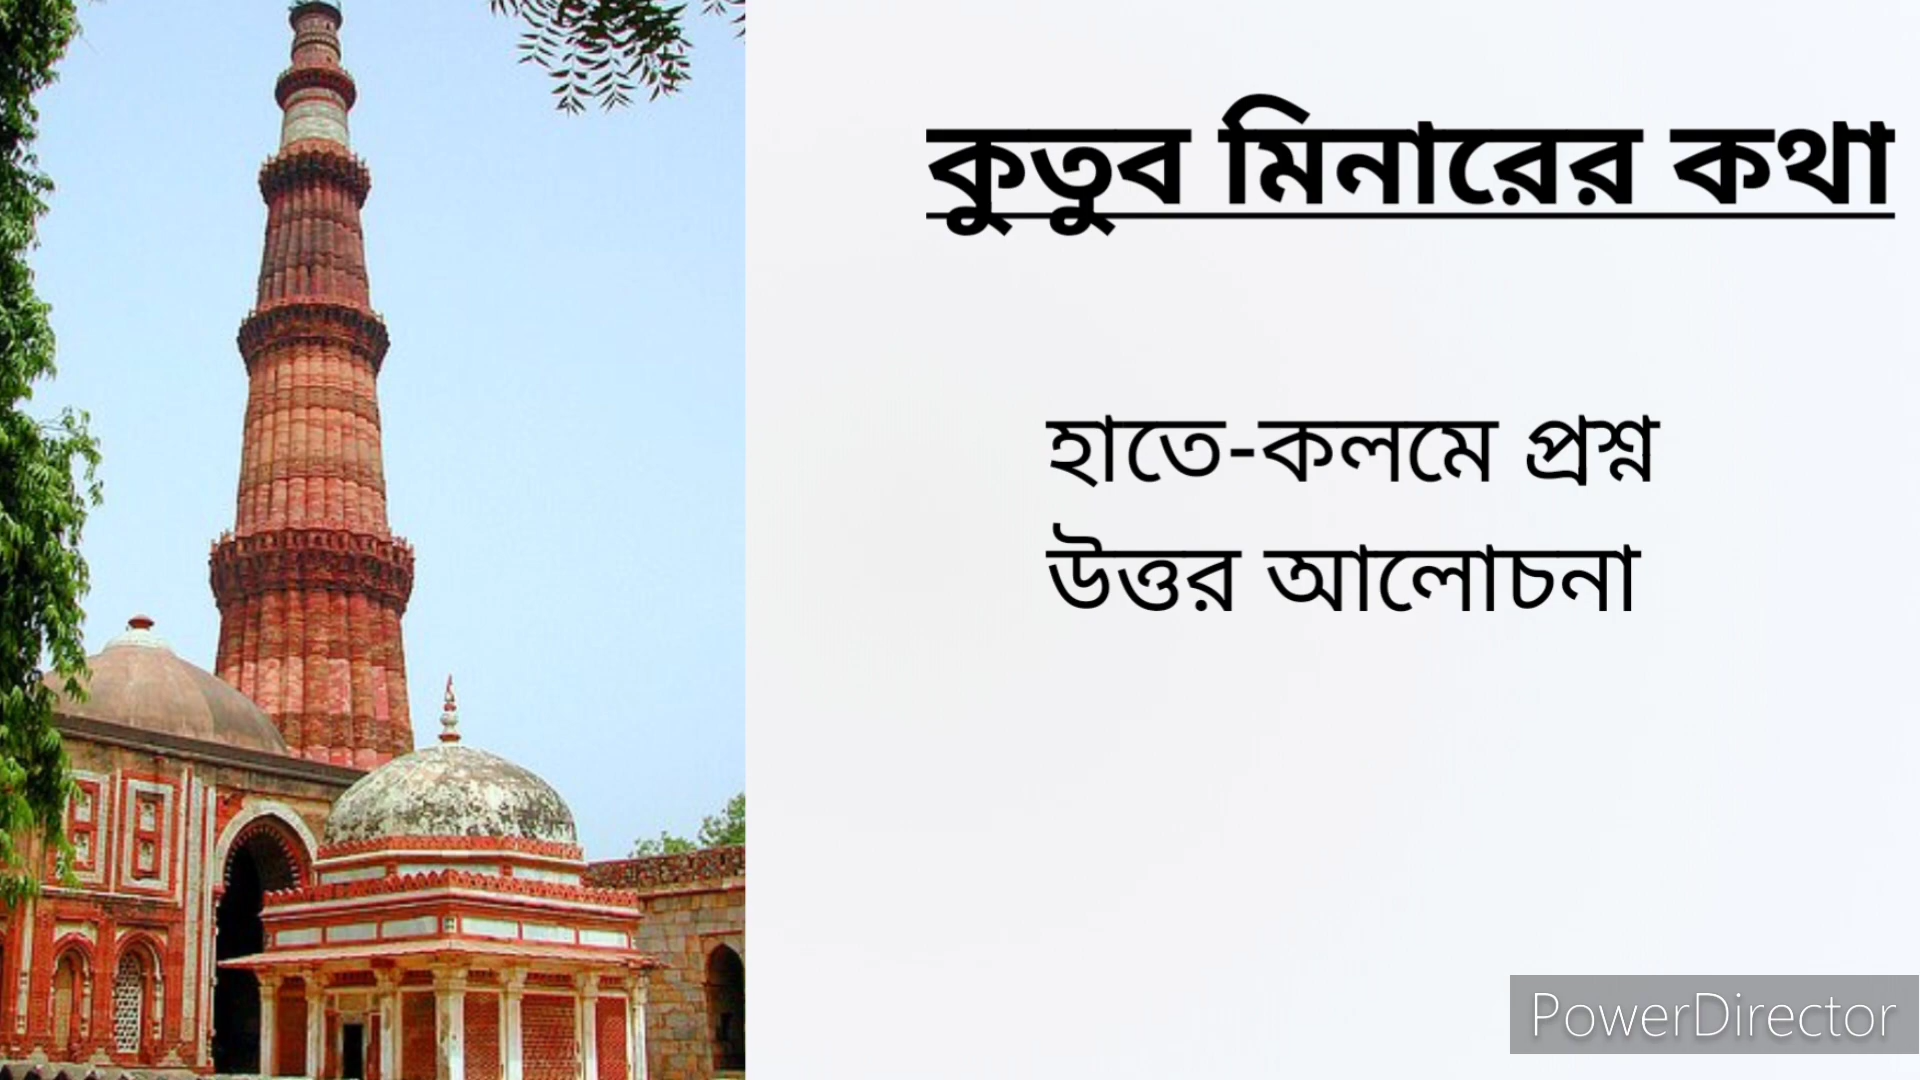 কুতুব মিনারের কথা
হাতে-কলমে প্রশ্ন
উত্তর আলোচনা
PowerDirector